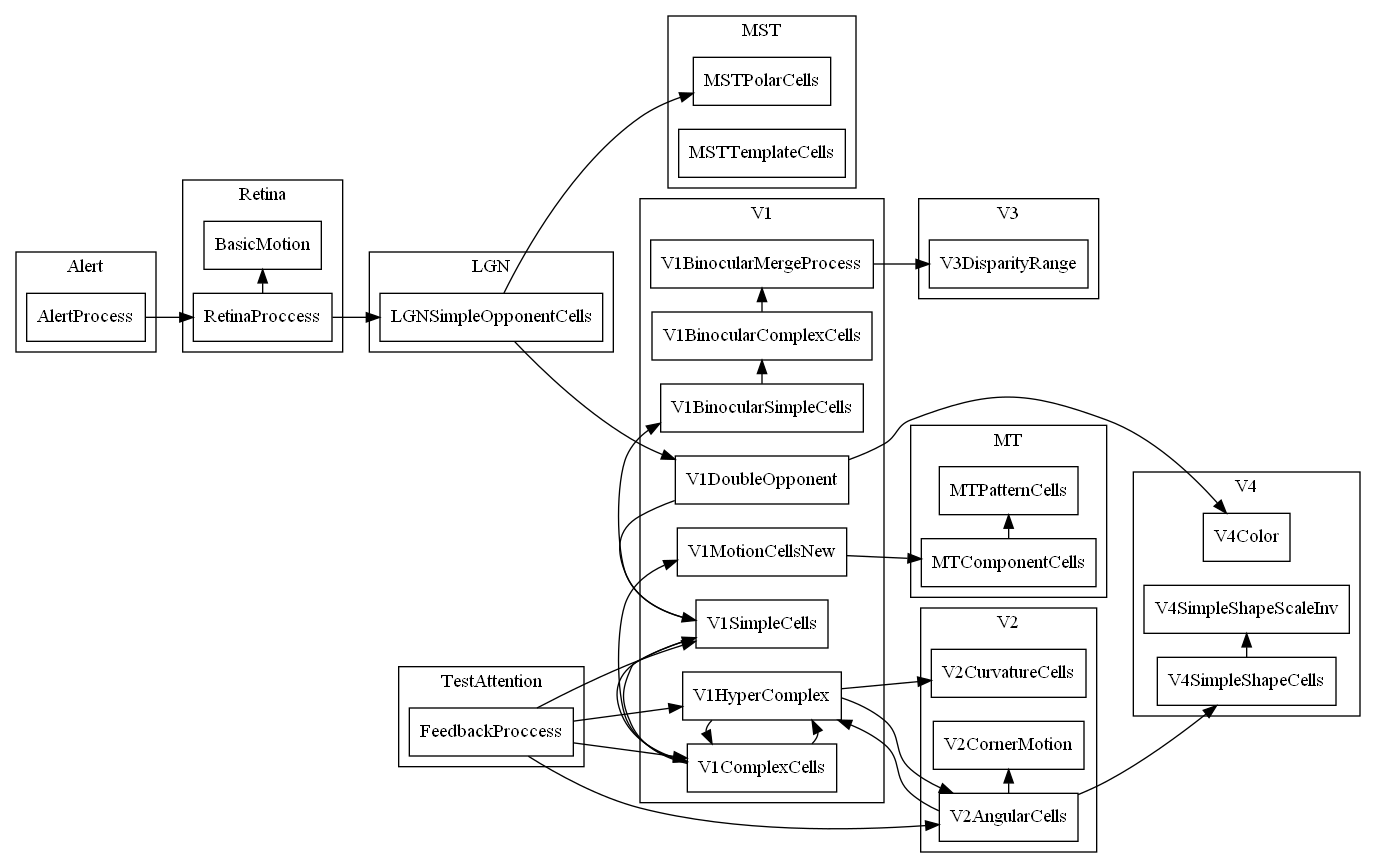 MST
MSTPolarCells
MSTTemplateCells
Retina
BasicMotion
RetinaProccess
Alert
AlertProcess
LGN
LGNSimpleOpponentCells
V1
V1BinocularMergeProcess
V1BinocularComplexCells
V1BinocularSimpleCells
V1DoubleOpponent
V1MotionCellsNew
V1SimpleCells
V1HyperComplex
V1ComplexCells
V3
V3DisparityRange
MT
MTPatternCells
MTComponentCells
V4
V4Color
V4SimpleShapeScaleInv
V4SimpleShapeCells
V2
V2CurvatureCells
V2CornerMotion
V2AngularCells
TestAttention
FeedbackProccess